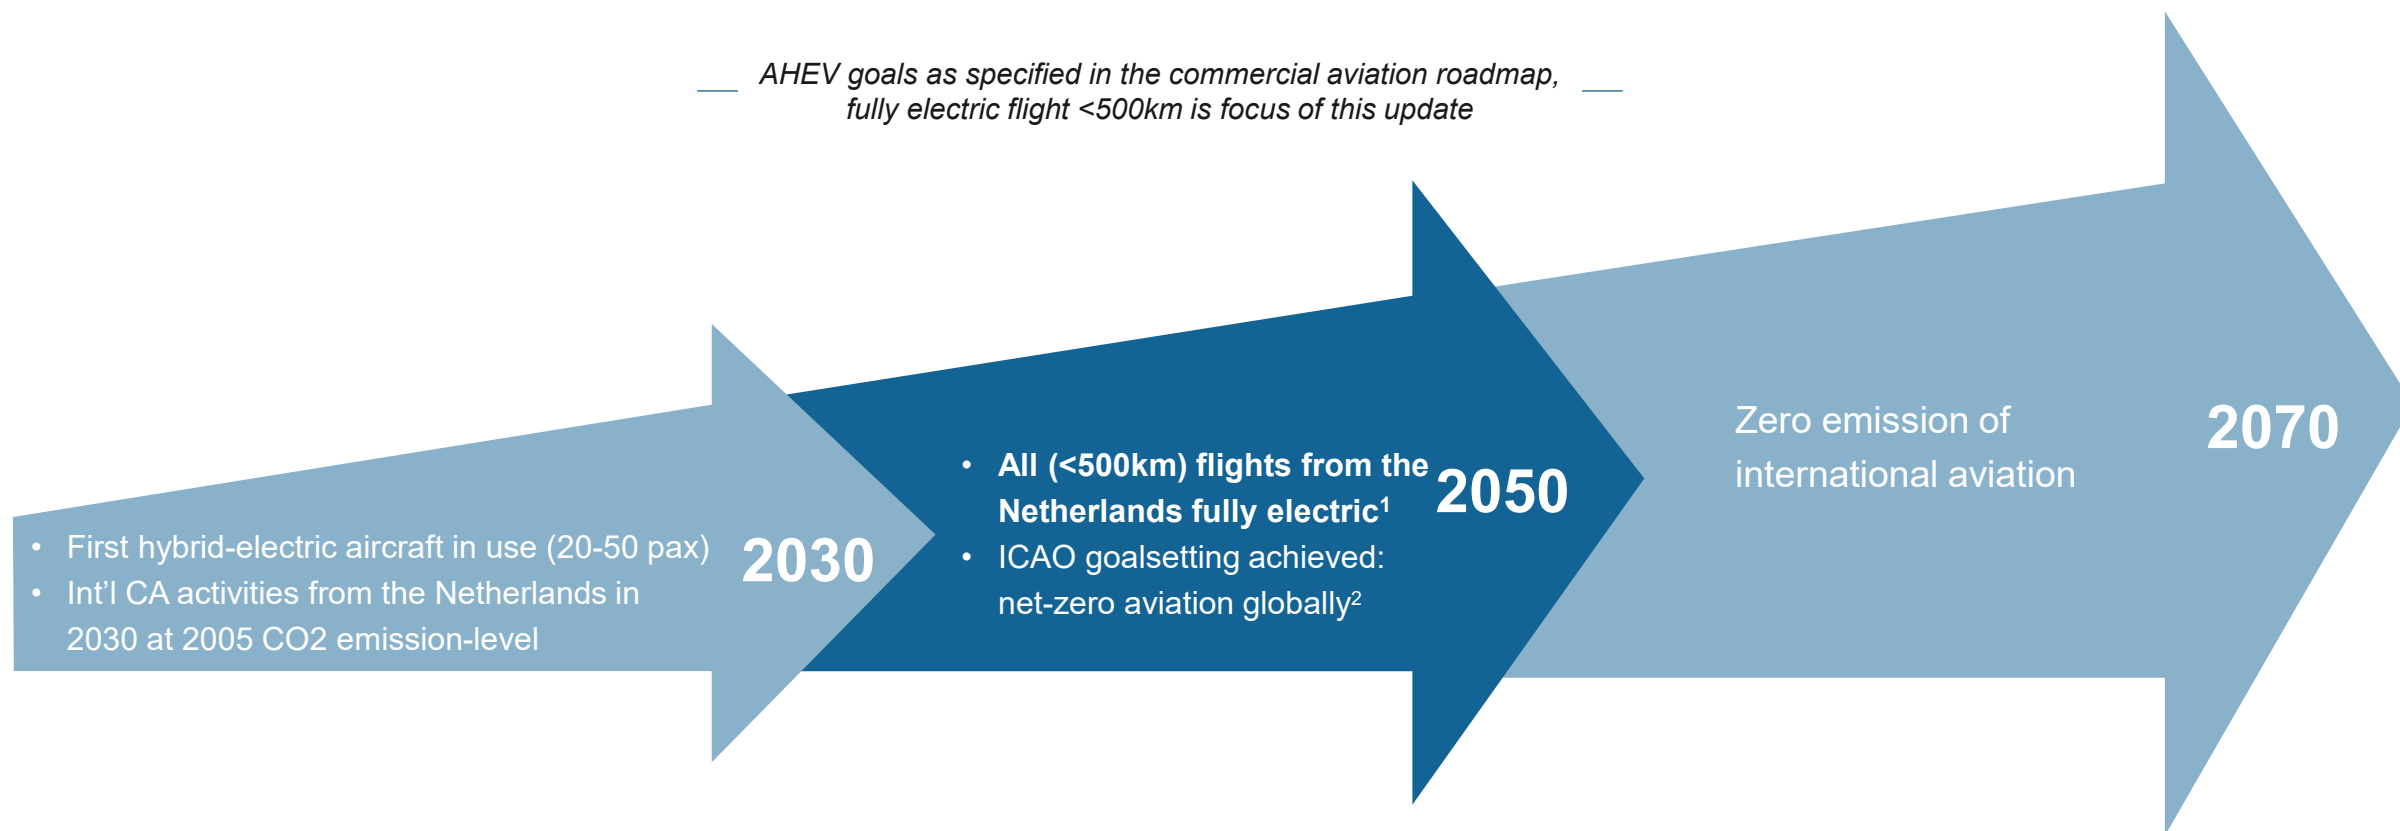 AHEV goals as specified in the commercial aviation roadmap,
fully electric flight <500km is focus of this update
• First hybrid-electric aircraft in use (20-50 pax)
• Int’l CA activities from the Netherlands in
2030 at 2005 CO2 emission-level
2030
• All (<500km) flights from the
Netherlands fully electric¹
• ICAO goalsetting achieved:
net-zero aviation globally²
2050
Zero emission of
international aviation
2070